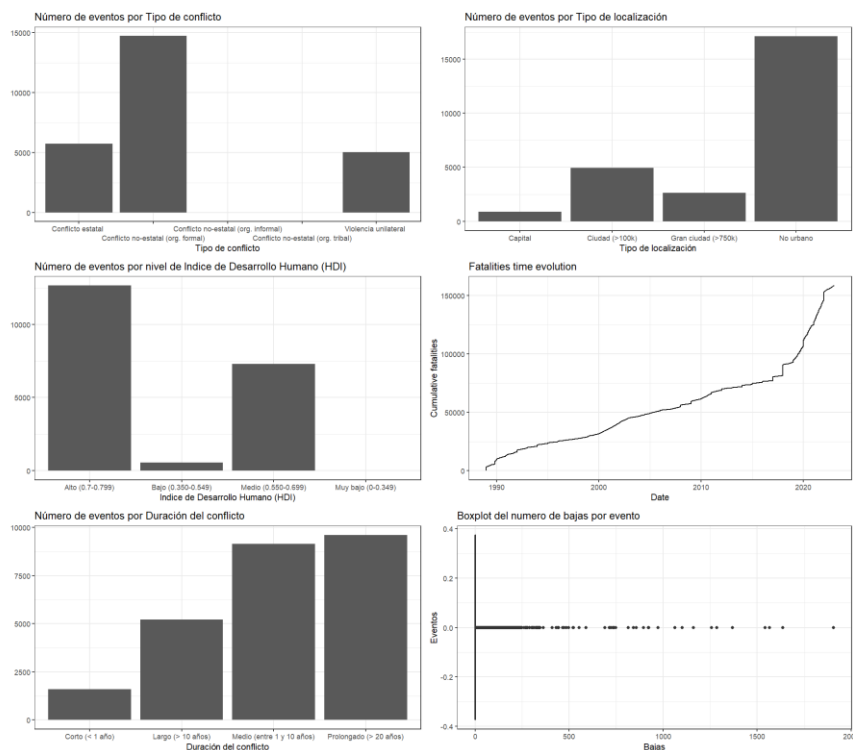 Número de eventos por Tipo de conflicto
15000
10000
5000
0
Conflicto estatal
Conflicto no-estatal (org. formal)
Conflicto no-estatal (org. informal)
Conflicto no-estatal (org. tribal)
Violencia unilateral
Tipo de conflicto
Número de eventos por Tipo de localización
15000
10000
5000
0
Capital
Ciudad (>100k)
Gran ciudad (>750k)
No urbano
Tipo de localización
Número de eventos por nivel de Indice de Desarrollo Humano (HDI)
10000
5000
0
Alto (0.7-0.799)
Bajo (0.350-0.549)
Medio (0.550-0.699)
Muy bajo (0-0.349)
Indice de Desarrollo Humano (HDI)
Fatalities time evolution
Cumulative fatalities
150000
100000
50000
0
1990
2000
2010
2020
Date
Número de eventos por Duración del conflicto
10000
7500
5000
2500
0
Corto (< 1 año)
Largo (> 10 años)
Medio (entre 1 y 10 años)
Prolongado (> 20 años)
Duración del conflicto
Boxplot del numero de bajas por evento
Eventos
0.4
0.2
0.0
-0.2
-0.4
0
500
1000
1500
Bajas